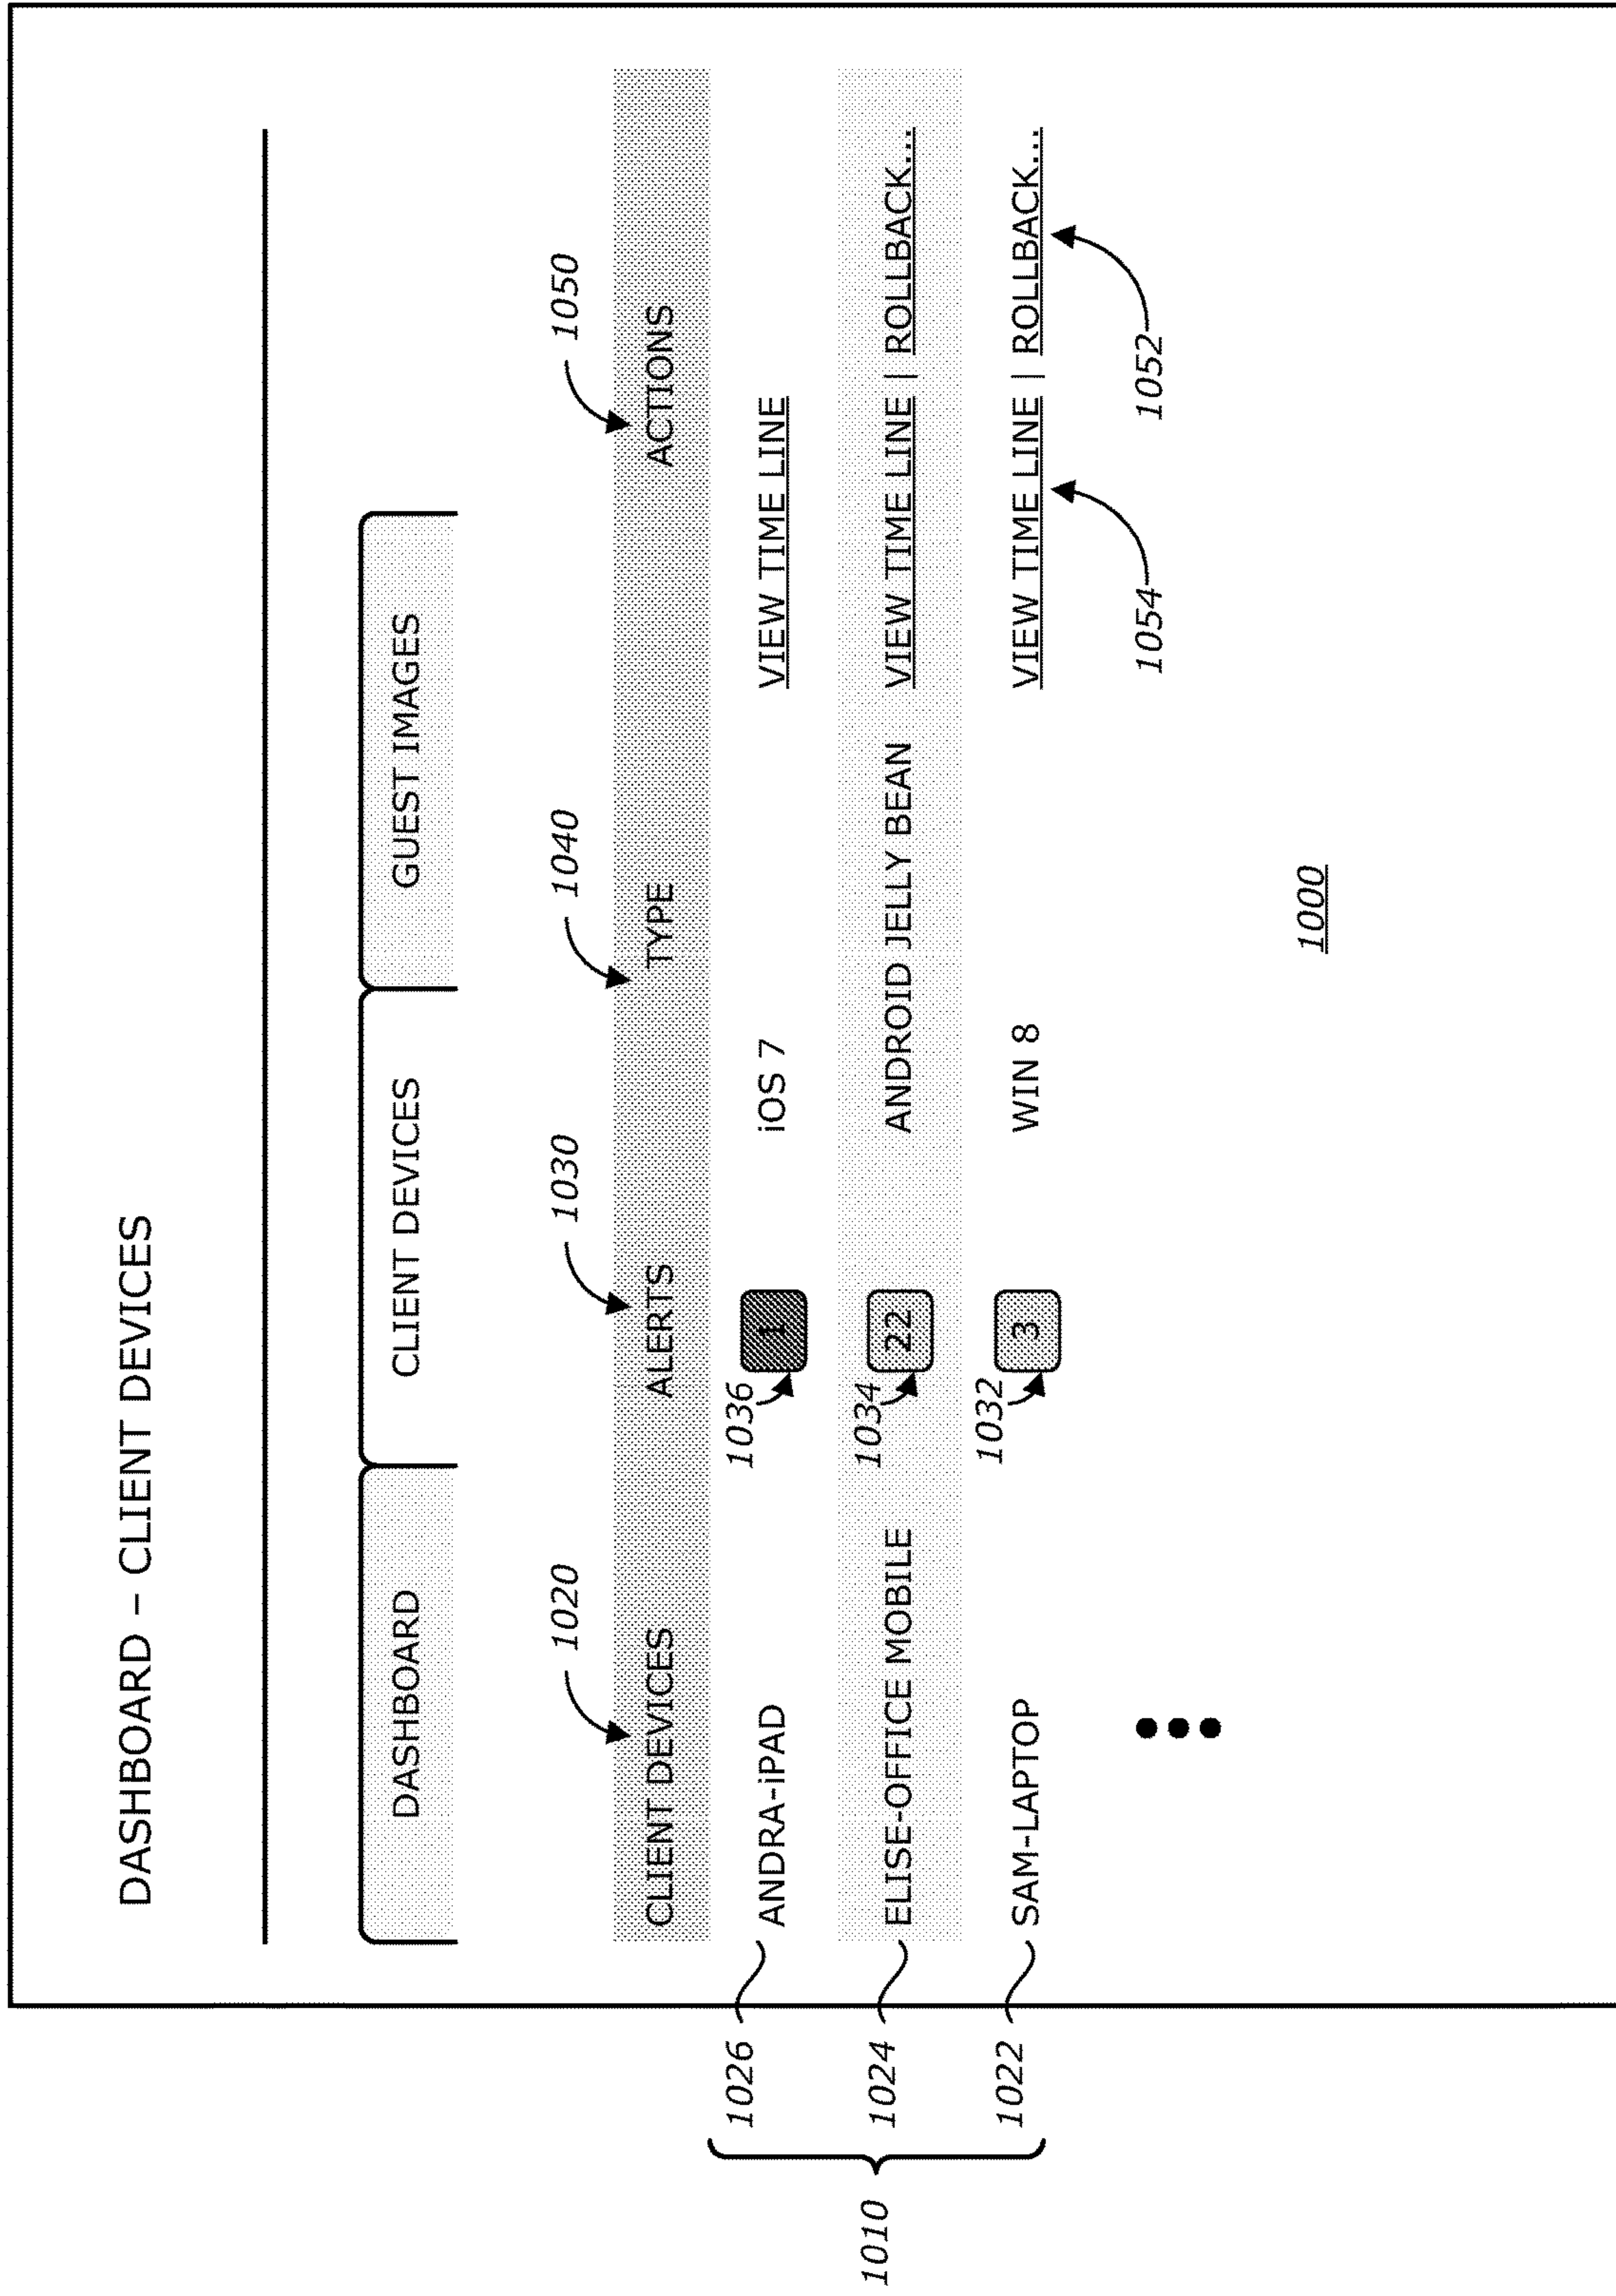 DASHBOARD – CLIENT DEVICES
DASHBOARD CLIENT DEVICES GUEST IMAGES
1020 1030 1040 1050
CLIENT DEVICES ALERTS TYPE ACTIONS
1026 ANDRA-iPAD 1036 1 iOS 7 VIEW TIME LINE
1010 1024 ELISE-OFFICE MOBILE 1034 22 ANDROID JELLY BEAN VIEW TIME LINE | ROLLBACK...
1022 SAM-LAPTOP 1032 3 WIN 8 VIEW TIME LINE | ROLLBACK...
1054 1052
1000